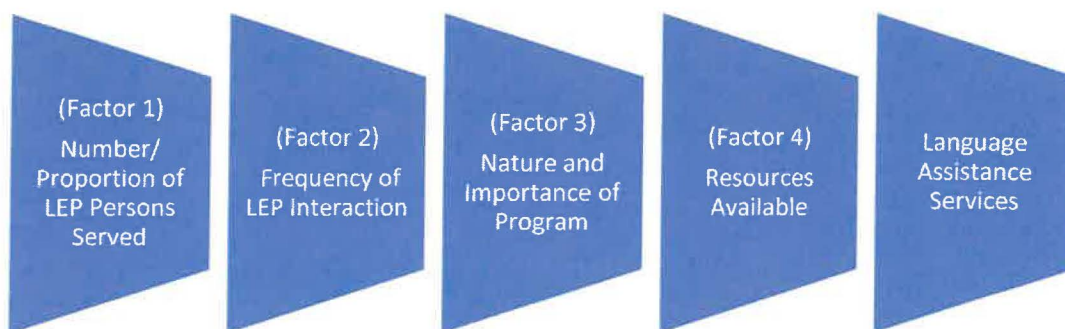 (Factor 1)
Number/
Proportion of
LEP Persons
Served
(Factor 2)
Frequency of
LEP Interaction
(Factor 3)
Nature and
Importance of
Program
(Factor 4)
Resources
Available
Language
Assistance
Services